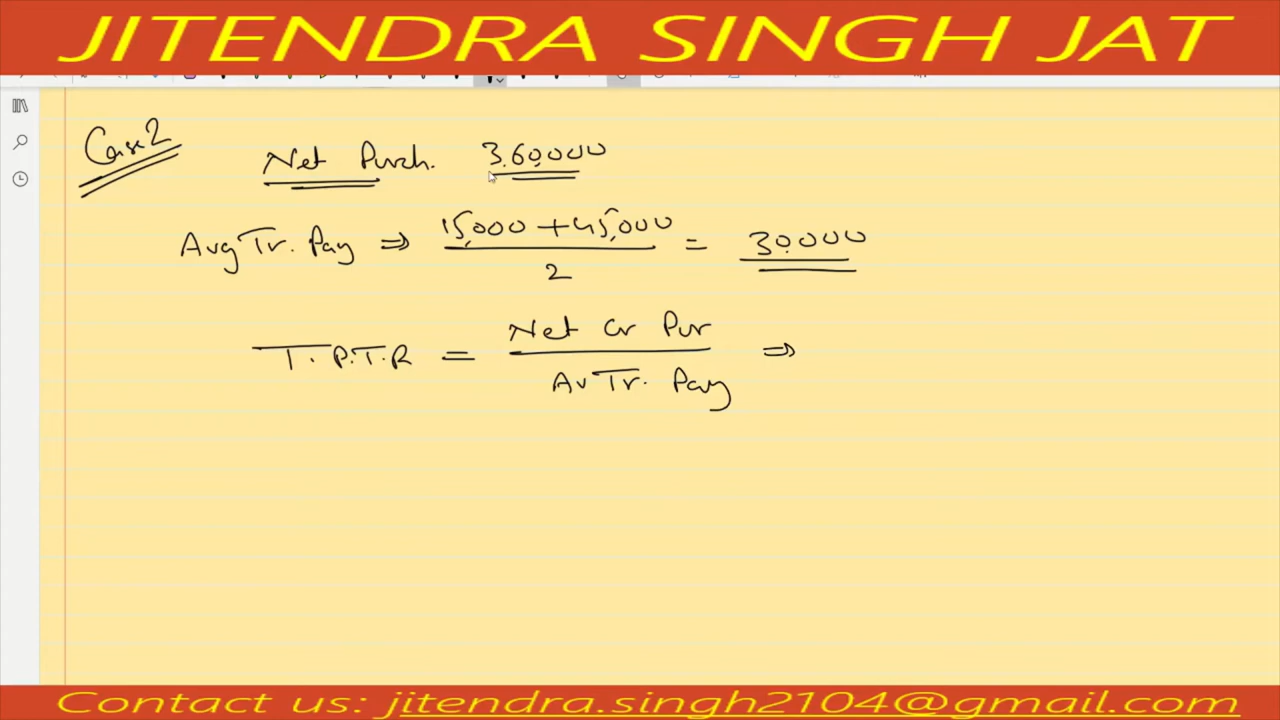 JITENDRA SINGH JAT
Case 2
Net Purch. 3.60,000
Avg Tr. Pay ⇒ 15,000 + 45,000 / 2 = 30,000
T.P.T.R = Net Cr Pur / Av Tr. Pay ⇒
Contact us: jitendra.singh2104@gmail.com